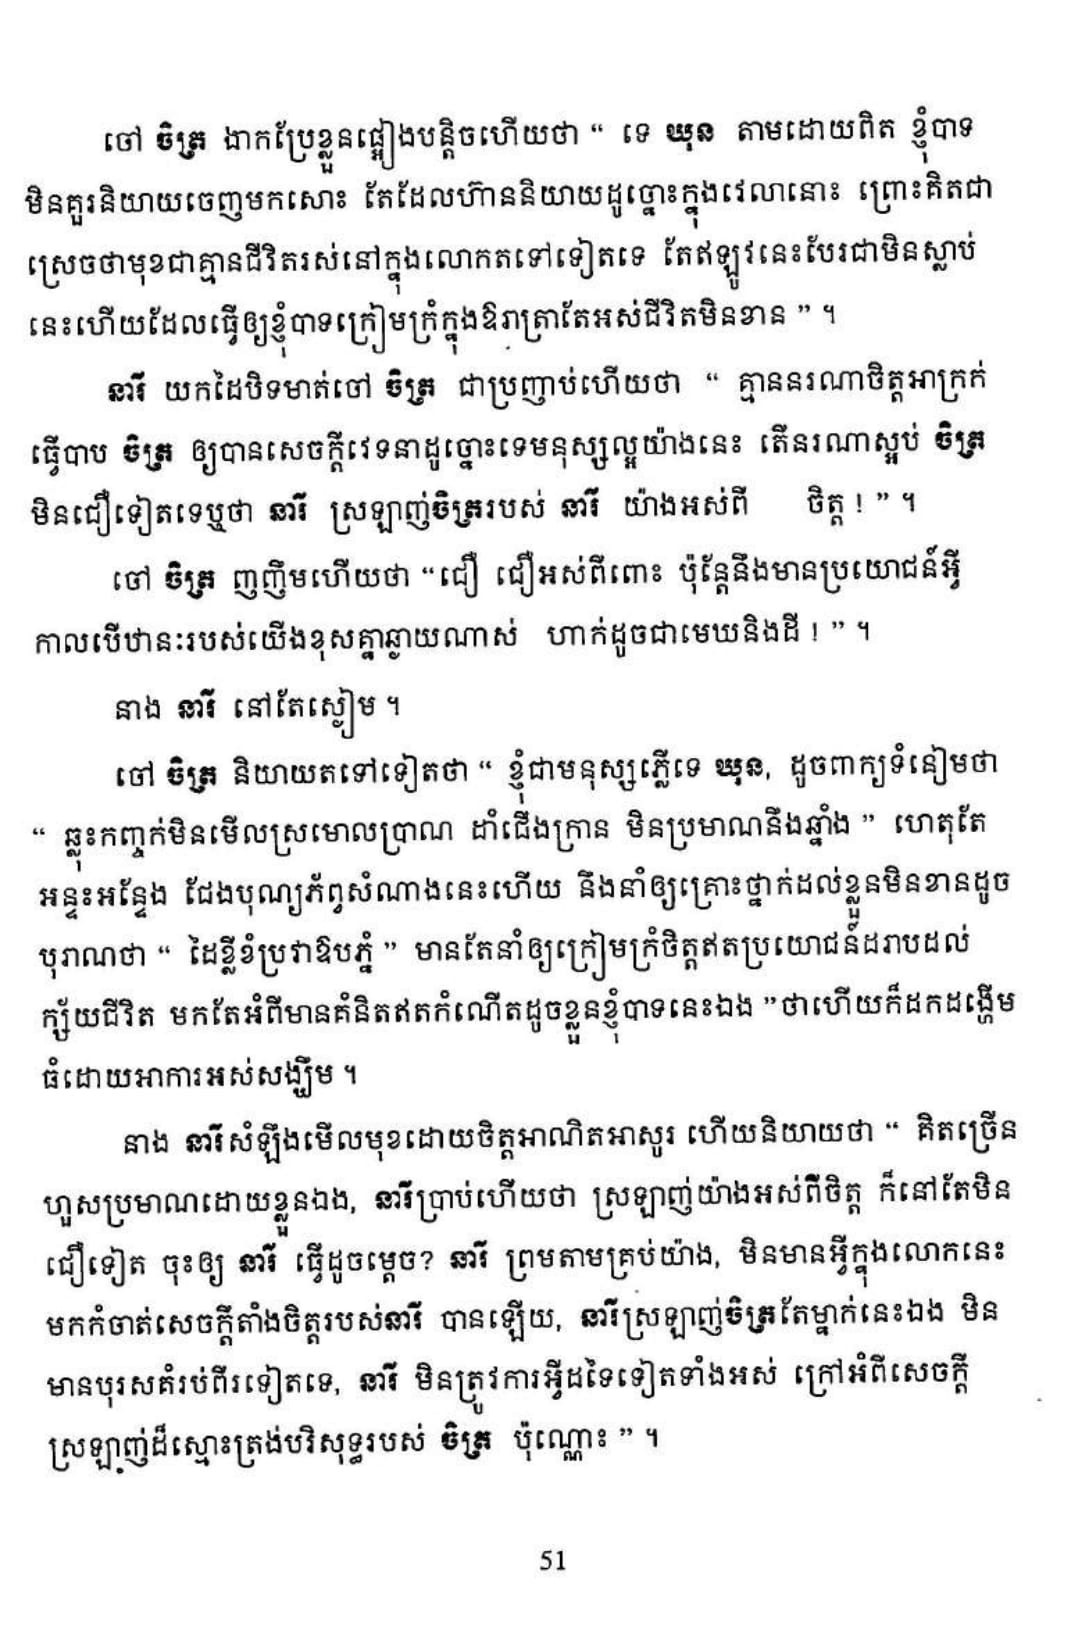 ចៅ ចិត្រ ងាកប្រែខ្លួនផ្អៀងបន្តិចហើយថា “ ទេ ឃុន តាមដោយពិត ខ្ញុំបាទ
មិនគួរនិយាយចេញមកសោះ តែដែលហ៊ាននិយាយដូច្នោះក្នុងវេលានោះ ព្រោះគិតជា
ស្រេចថាមុខជាគ្មានជីវិតរស់នៅក្នុងលោកតទៅទៀតទេ តែឥឡូវនេះបែរជាមិនស្លាប់
នេះហើយដែលធ្វើឲ្យខ្ញុំបាទក្រៀមក្រំក្នុងឱរាត្រាតែអស់ជីវិតមិនខាន ” ។
នារី យកដៃបិទមាត់ចៅ ចិត្រ ជាប្រញាប់ហើយថា “ គ្មាននរណាចិត្តអាក្រក់
ធ្វើបាប ចិត្រ ឲ្យបានសេចក្តីវេទនាដូច្នោះទេមនុស្សល្អយ៉ាងនេះ តើនរណាស្អប់ ចិត្រ
មិនជឿទៀតទេឬថា នារី ស្រឡាញ់ចិត្ររបស់ នារី យ៉ាងអស់ពី ចិត្ត ! ” ។
ចៅ ចិត្រ ញញឹមហើយថា “ជឿ ជឿអស់ពីពោះ ប៉ុន្តែនឹងមានប្រយោជន៍អ្វី
កាលបើឋានៈរបស់យើងខុសគ្នាឆ្ងាយណាស់ ហាក់ដូចជាមេឃនិងដី ! ” ។
នាង នារី នៅតែស្ងៀម ។
ចៅ ចិត្រ និយាយតទៅទៀតថា “ ខ្ញុំជាមនុស្សភ្លើទេ ឃុន, ដូចពាក្យទំនៀមថា
“ ឆ្លុះកញ្ចក់មិនមើលស្រមោលប្រាណ ដាំជើងក្រាន មិនប្រមាណនឹងឆ្នាំង ” ហេតុតែ
អន្ទះអន្ទែង ជែងបុណ្យភ័ព្វសំណាងនេះហើយ នឹងនាំឲ្យគ្រោះថ្នាក់ដល់ខ្លួនមិនខានដូច
បុរាណថា “ ដៃខ្លីខំប្រវាឱបភ្នំ ” មានតែនាំឲ្យក្រៀមក្រំចិត្តឥតប្រយោជន៍ដរាបដល់
ក្ស័យជីវិត មកតែអំពីមានគំនិតឥតកំណើតដូចខ្លួនខ្ញុំបាទនេះឯង ”ថាហើយក៏ដកដង្ហើម
ធំដោយអាការអស់សង្ឃឹម ។
នាង នារីសំឡឹងមើលមុខដោយចិត្តអាណិតអាសូរ ហើយនិយាយថា “ គិតច្រើន
ហួសប្រមាណដោយខ្លួនឯង, នារីប្រាប់ហើយថា ស្រឡាញ់យ៉ាងអស់ពីចិត្ត ក៏នៅតែមិន
ជឿទៀត ចុះឲ្យ នារី ធ្វើដូចម្តេច? នារី ព្រមតាមគ្រប់យ៉ាង, មិនមានអ្វីក្នុងលោកនេះ
មកកំចាត់សេចក្តីតាំងចិត្តរបស់នារី បានឡើយ, នារីស្រឡាញ់ចិត្រតែម្នាក់នេះឯង មិន
មានបុរសគំរប់ពីរទៀតទេ, នារី មិនត្រូវការអ្វីដទៃទៀតទាំងអស់ ក្រៅអំពីសេចក្តី
ស្រឡាញ់ដ៏ស្មោះត្រង់បរិសុទ្ធរបស់ ចិត្រ ប៉ុណ្ណោះ ” ។
51